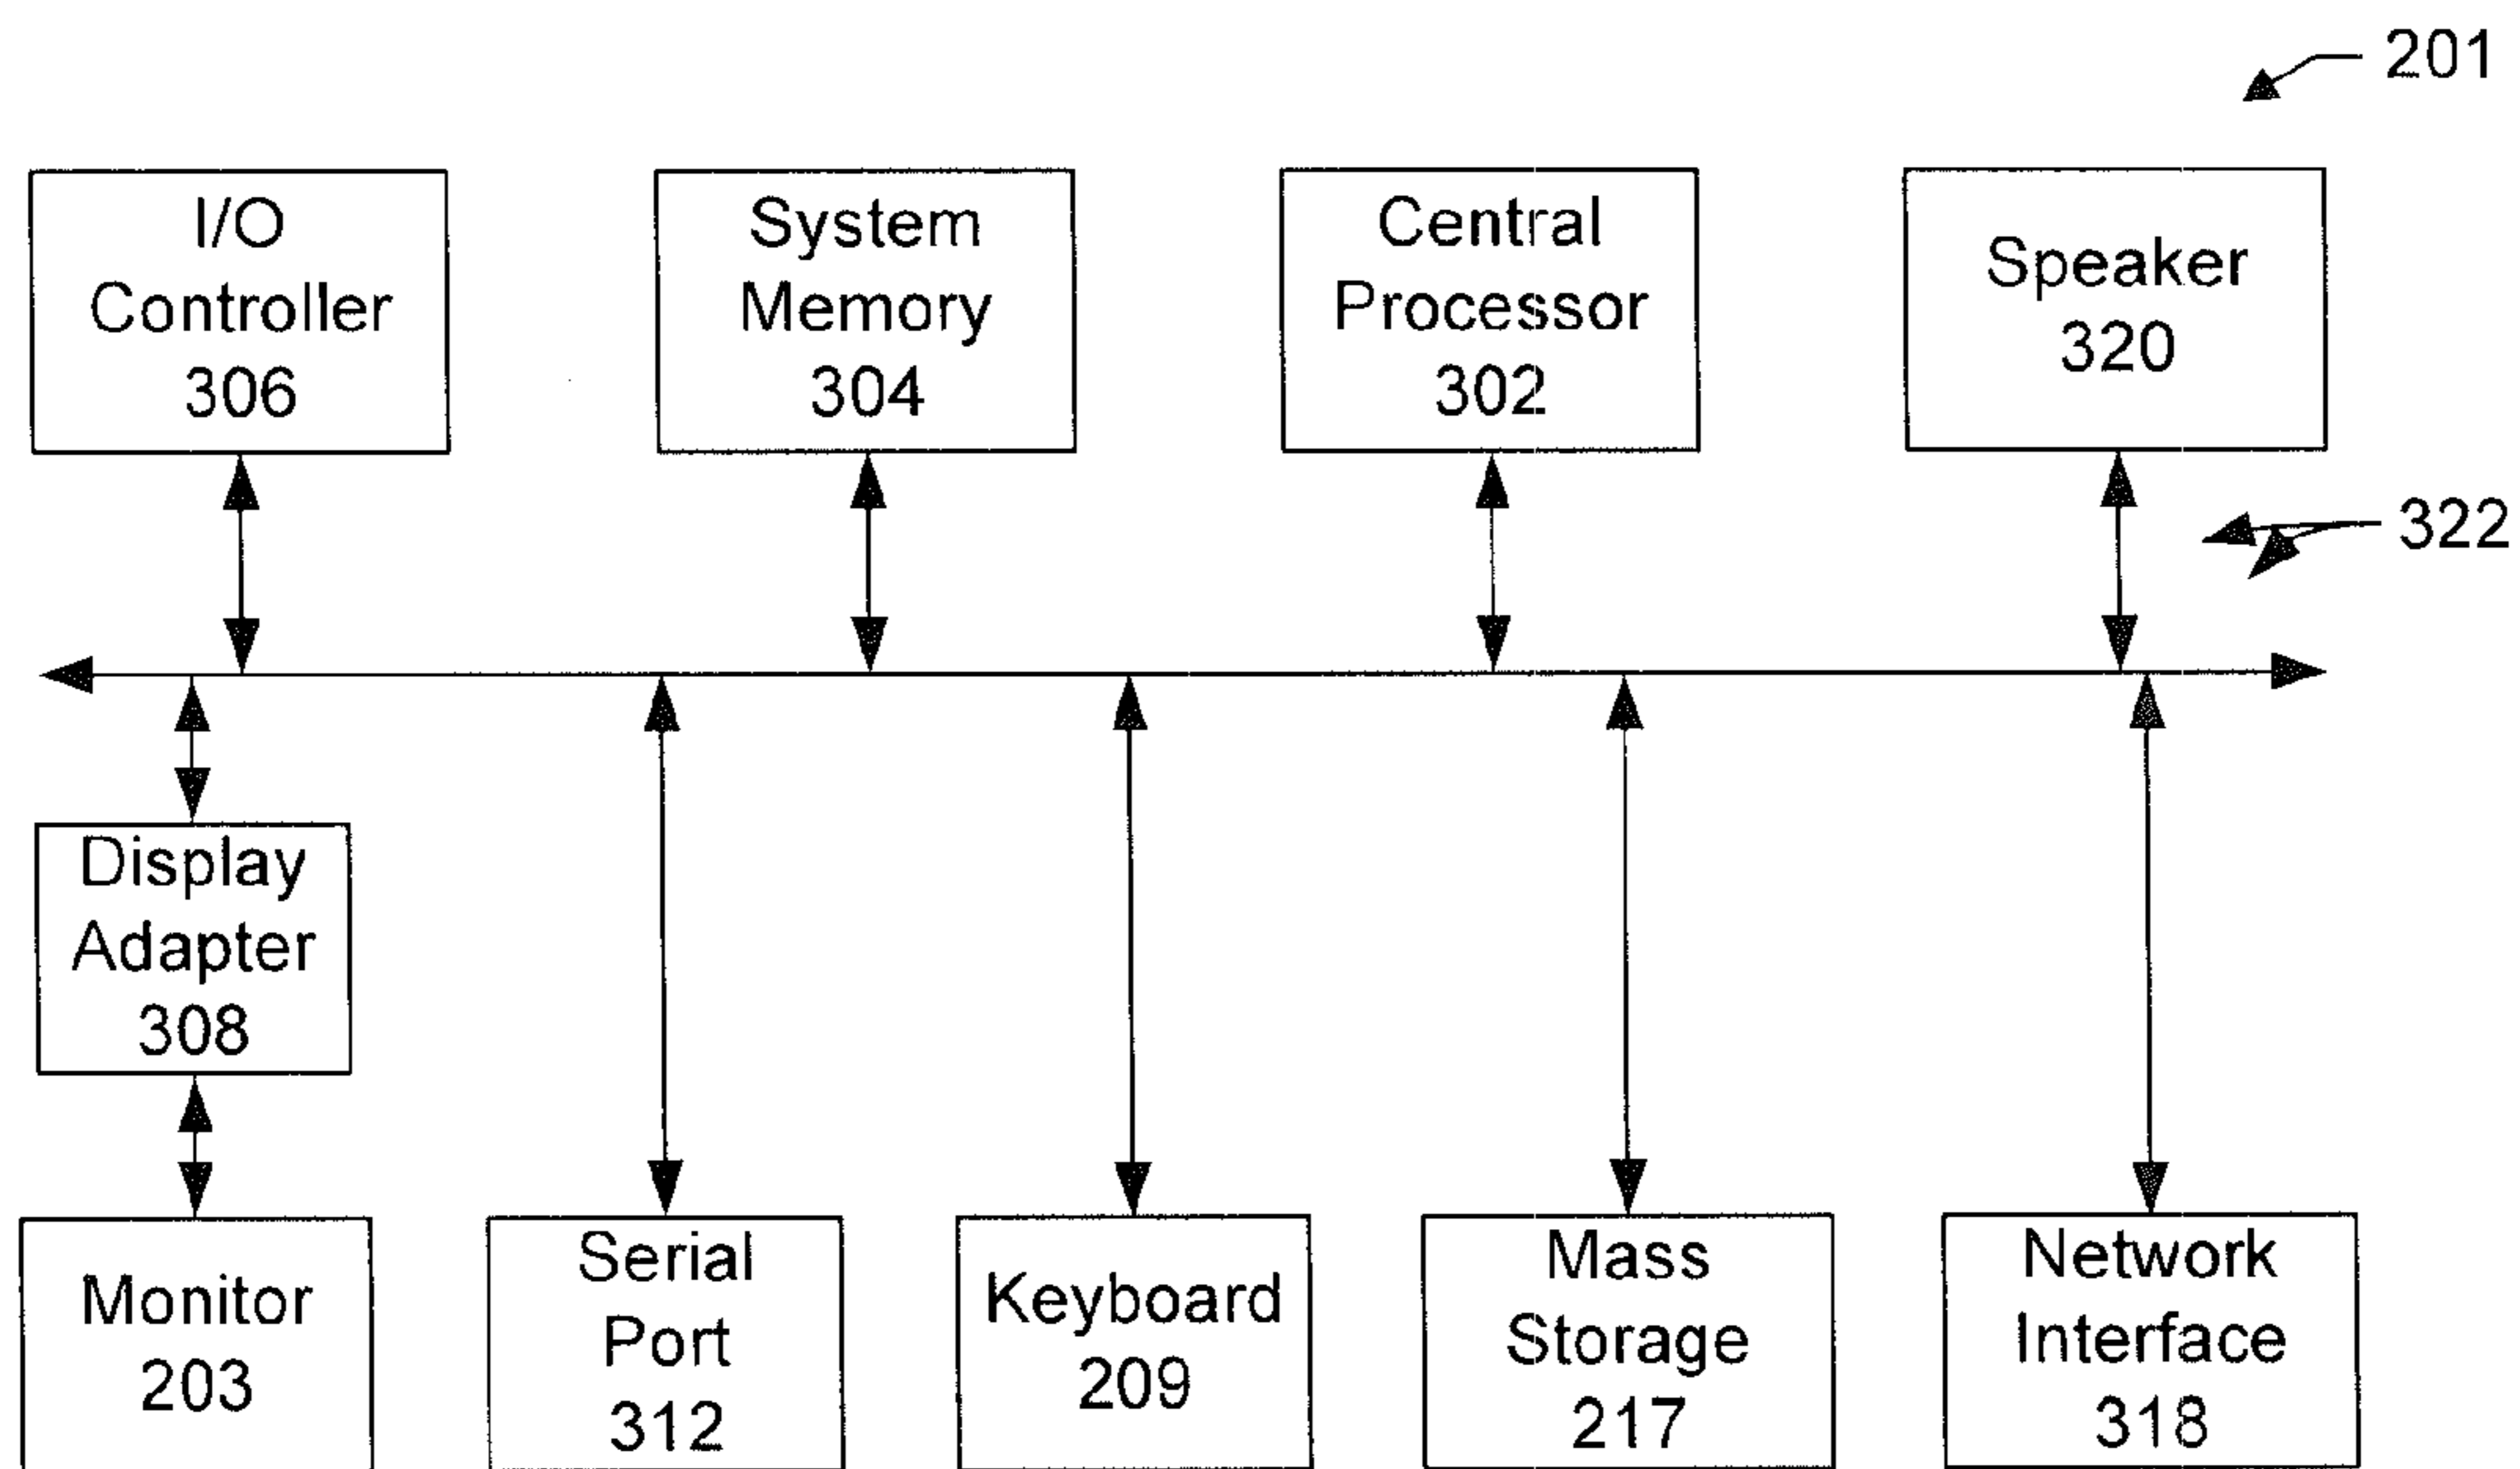 201
I/O
Controller
306
System
Memory
304
Central
Processor
302
Speaker
320
322
Display
Adapter
308
Monitor
203
Serial
Port
312
Keyboard
209
Mass
Storage
217
Network
Interface
318